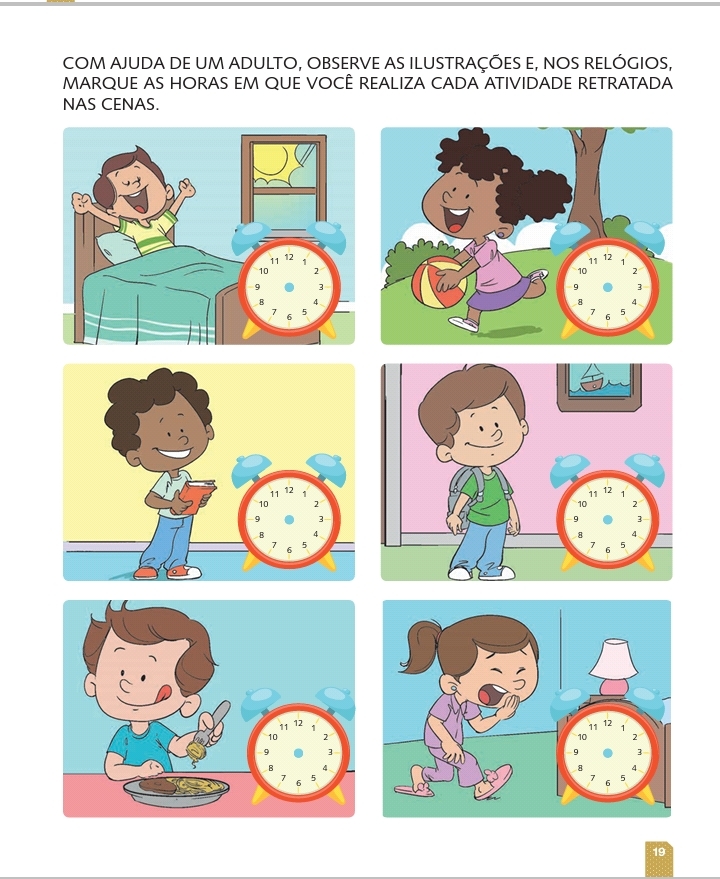 COM AJUDA DE UM ADULTO, OBSERVE AS ILUSTRAÇÕES E, NOS RELÓGIOS,
MARQUE AS HORAS EM QUE VOCÊ REALIZA CADA ATIVIDADE RETRATADA
NAS CENAS.
12 1 2 3 4 5 6 7 8 9 10 11
12 1 2 3 4 5 6 7 8 9 10 11
12 1 2 3 4 5 6 7 8 9 10 11
12 1 2 3 4 5 6 7 8 9 10 11
12 1 2 3 4 5 6 7 8 9 10 11
12 1 2 3 4 5 6 7 8 9 10 11
19